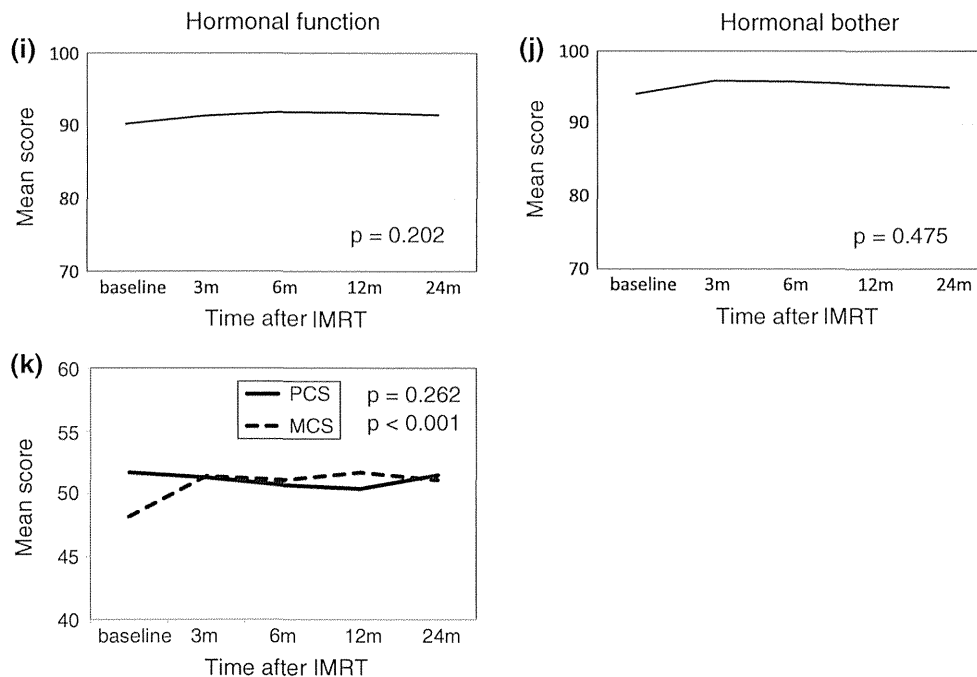 Hormonal function
(i)
100
90
80
70
Mean score
p = 0.202
baseline 3m 6m 12m 24m
Time after IMRT
Hormonal bother
(j)
100
90
80
70
Mean score
p = 0.475
baseline 3m 6m 12m 24m
Time after IMRT
(k)
60
55
50
45
40
Mean score
PCS p = 0.262
MCS p < 0.001
baseline 3m 6m 12m 24m
Time after IMRT